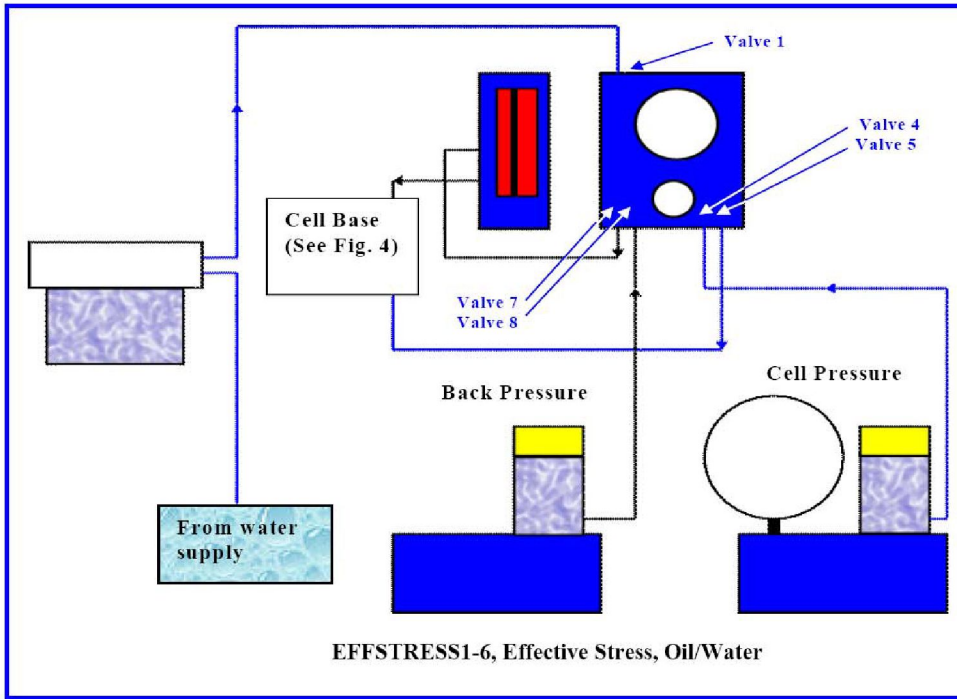 Valve 1
Valve 4
Valve 5
Cell Base
(See Fig. 4)
Valve 7
Valve 8
Back Pressure
Cell Pressure
From water
supply
EFFSTRESS1-6, Effective Stress, Oil/Water